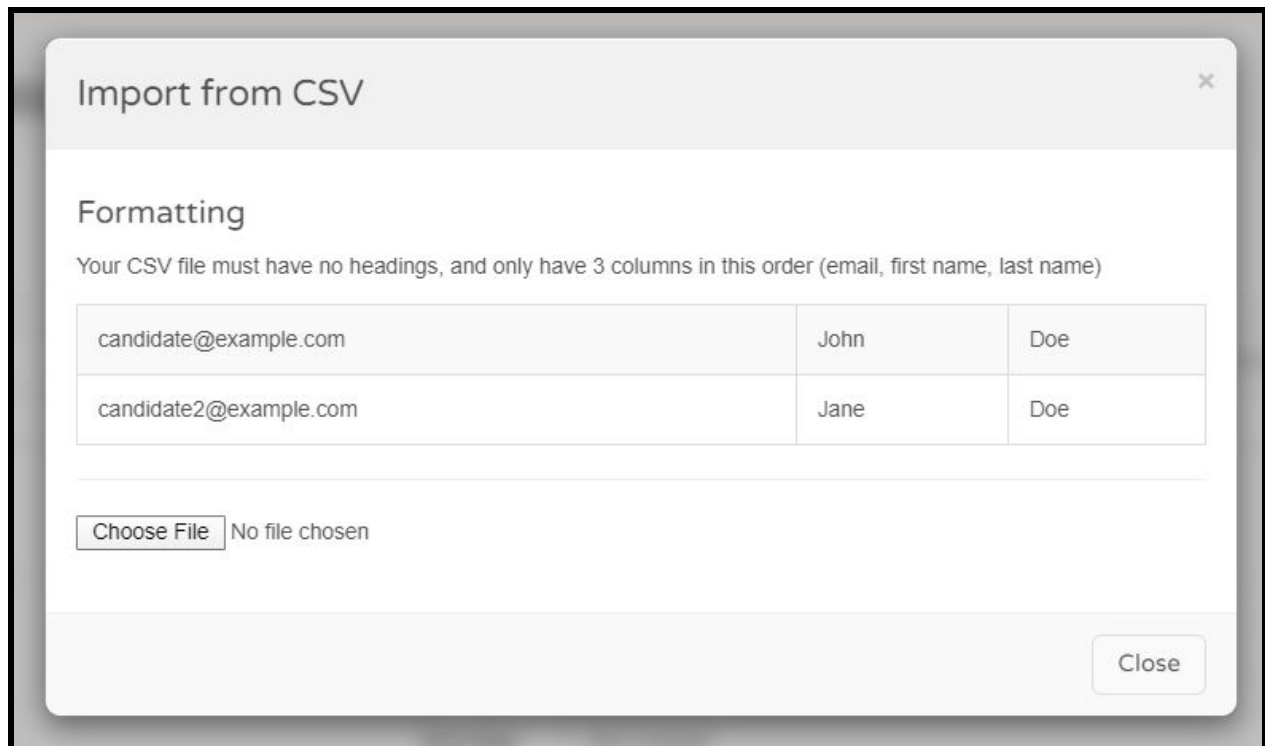 Import from CSV ×
Formatting
Your CSV file must have no headings, and only have 3 columns in this order (email, first name, last name)
candidate@example.com John Doe
candidate2@example.com Jane Doe
Choose File No file chosen
Close